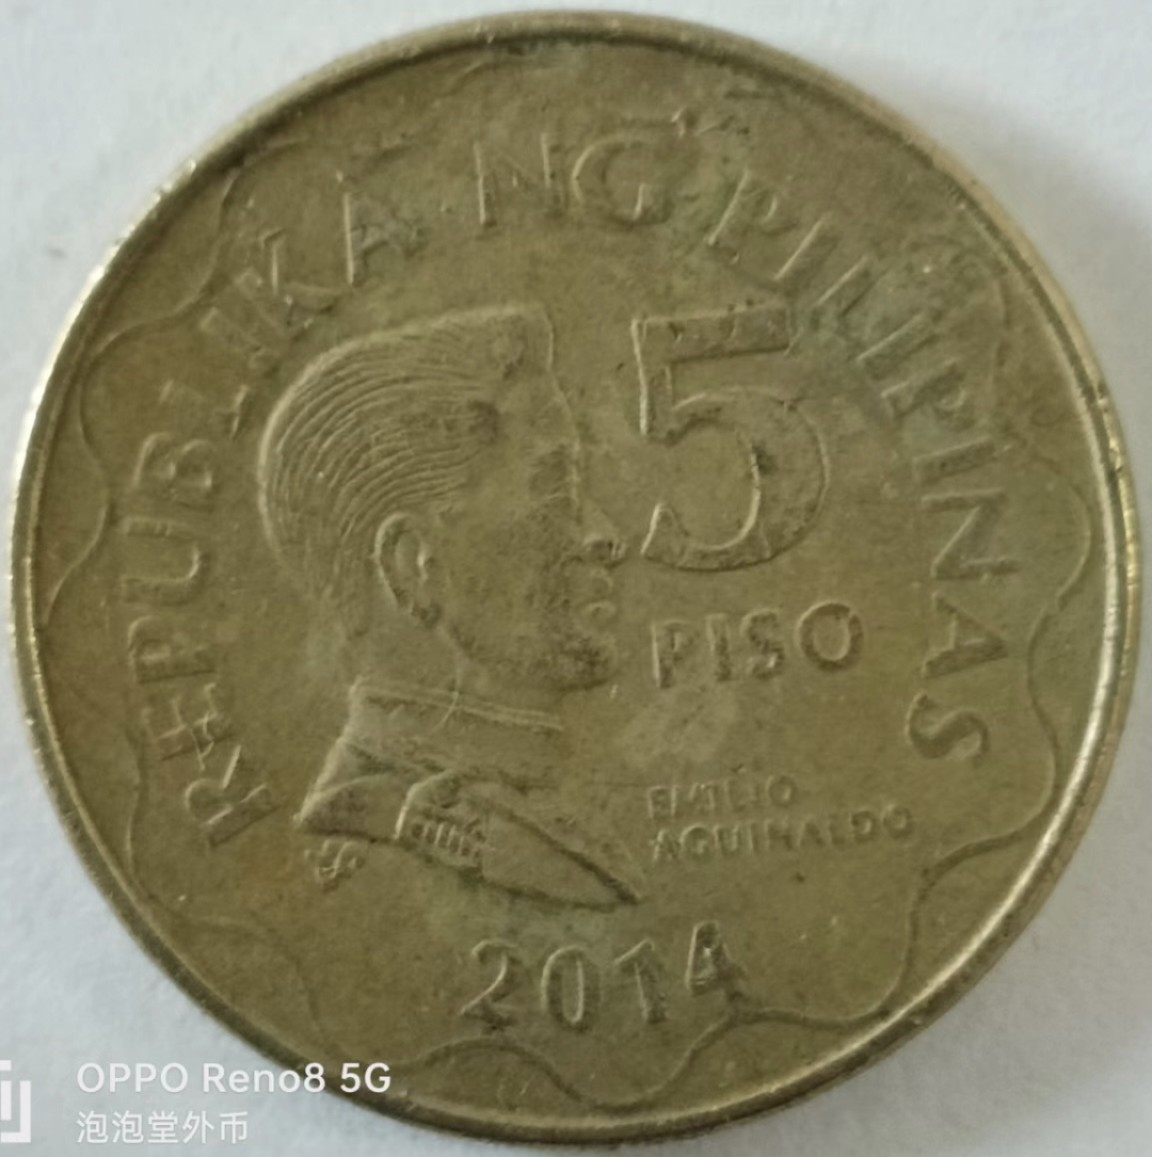 REPUBLIKA NG PILIPINAS
5
PISO
EMILIO
AGUINALDO
2014
OPPO Reno8 5G
泡泡堂外币